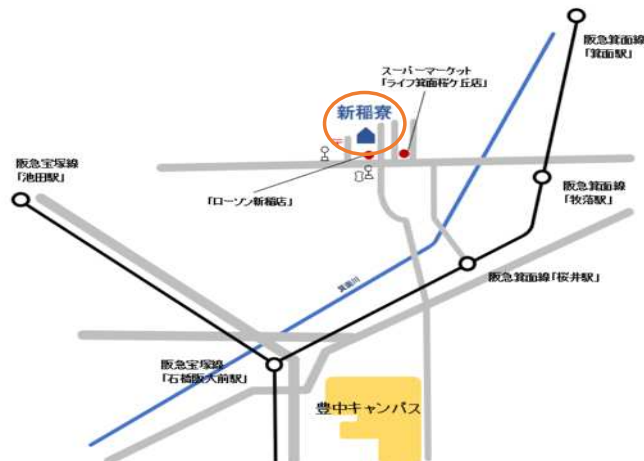 阪急箕面線
「箕面駅」
スーパーマーケット
「ライフ箕面桜ケ丘店」
新稲寮
〒
阪急宝塚線
「池田駅」
「ローソン新稲店」
阪急箕面線
「牧落駅」
箕面川
阪急箕面線「桜井駅」
阪急宝塚線
「石橋阪大前駅」
豊中キャンパス